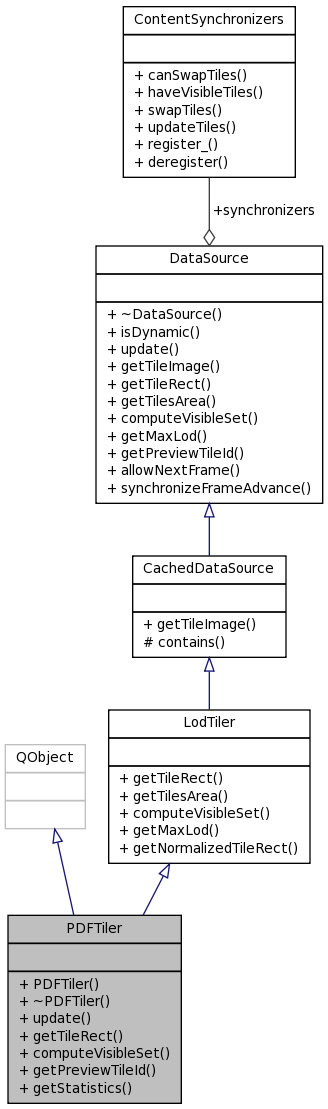 ContentSynchronizers
+ canSwapTiles()
+ haveVisibleTiles()
+ swapTiles()
+ updateTiles()
+ register_()
+ deregister()
+synchronizers
DataSource
+ ~DataSource()
+ isDynamic()
+ update()
+ getTileImage()
+ getTileRect()
+ getTilesArea()
+ computeVisibleSet()
+ getMaxLod()
+ getPreviewTileId()
+ allowNextFrame()
+ synchronizeFrameAdvance()
CachedDataSource
+ getTileImage()
# contains()
LodTiler
+ getTileRect()
+ getTilesArea()
+ computeVisibleSet()
+ getMaxLod()
+ getNormalizedTileRect()
QObject
PDFTiler
+ PDFTiler()
+ ~PDFTiler()
+ update()
+ getTileRect()
+ computeVisibleSet()
+ getPreviewTileId()
+ getStatistics()